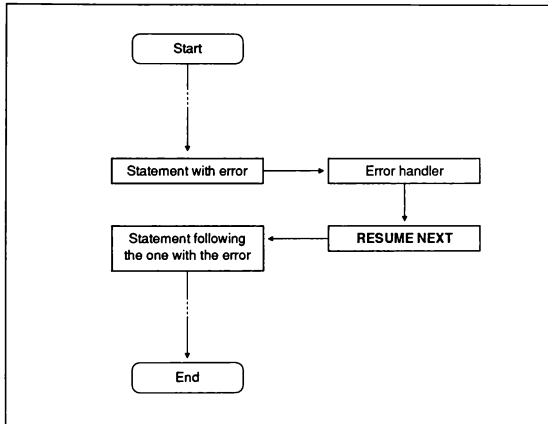 Start
Statement with error
Error handler
RESUME NEXT
Statement following
the one with the error
End